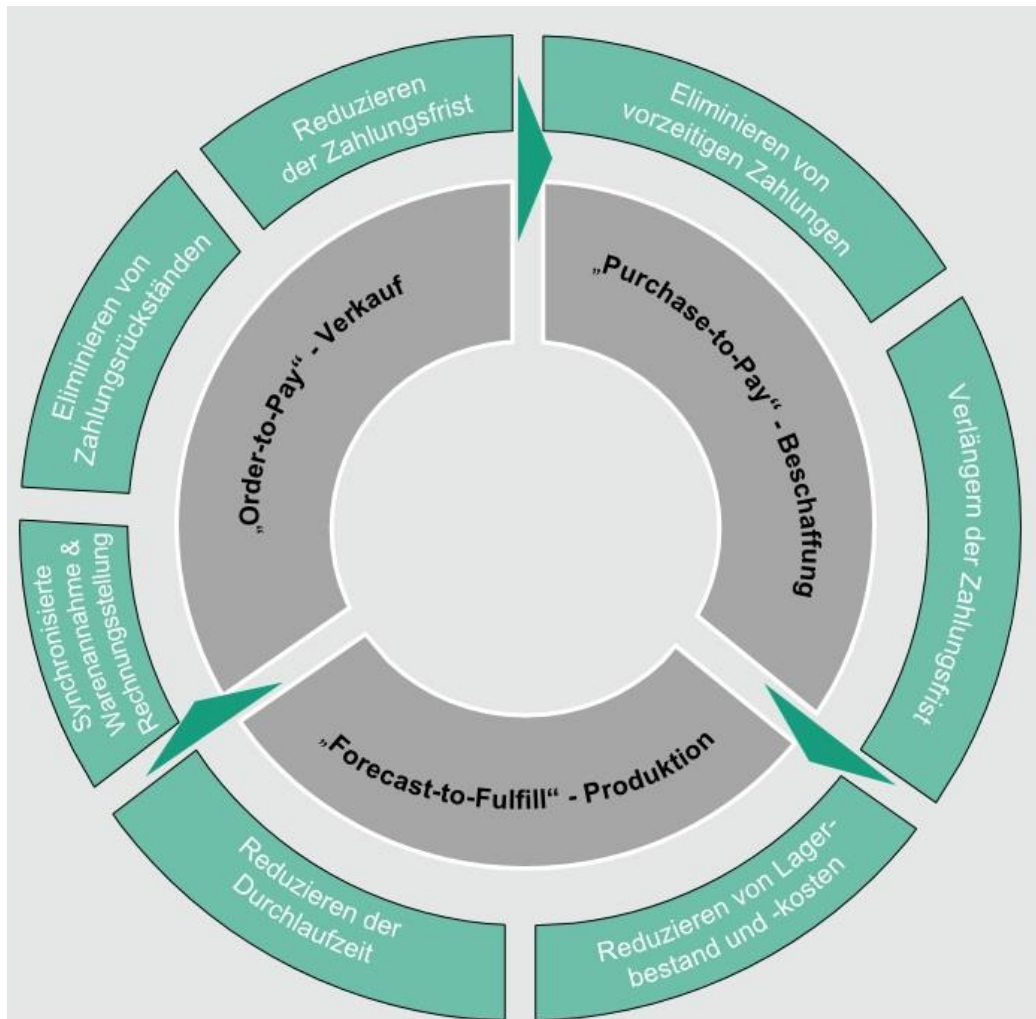 Reduzieren
der Zahlungsfrist
Eliminieren von
vorzeitigen Zahlungen
Verlängern der Zahlungsfrist
Reduzieren von Lager-
bestand und -kosten
Reduzieren der
Durchlaufzeit
Synchronisierte
Warenannahme &
Rechnungsstellung
Eliminieren von
Zahlungsrückständen
„Order-to-Pay“ - Verkauf
„Purchase-to-Pay“ - Beschaffung
„Forecast-to-Fulfill“ - Produktion